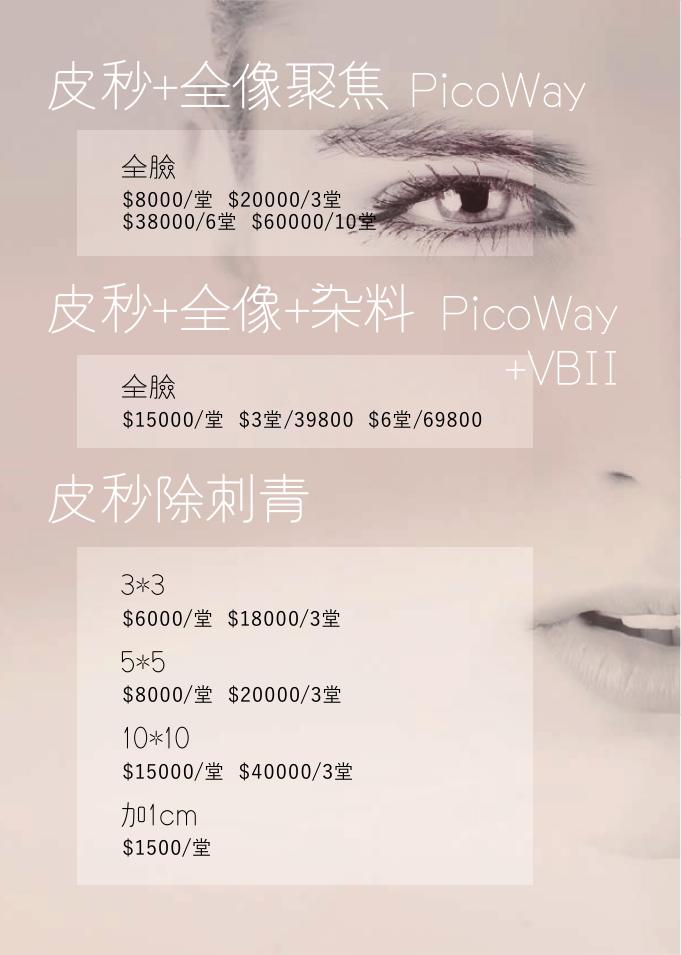 皮秒+全像聚焦 PicoWay
全臉
$8000/堂 $20000/3堂
$38000/6堂 $60000/10堂
皮秒+全像+染料 PicoWay
+VBII
全臉
$15000/堂 $3堂/39800 $6堂/69800
皮秒除刺青
3*3
$6000/堂 $18000/3堂
5*5
$8000/堂 $20000/3堂
10*10
$15000/堂 $40000/3堂
加1cm
$1500/堂